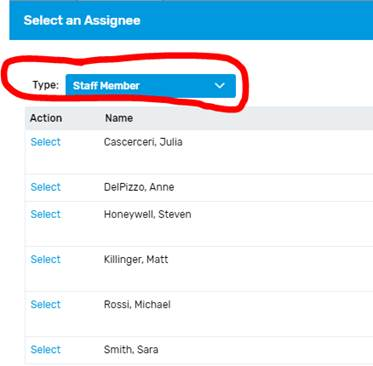 Select an Assignee
Type: Staff Member
Action Name
Select Cascerceri, Julia
Select DelPizzo, Anne
Select Honeywell, Steven
Select Killinger, Matt
Select Rossi, Michael
Select Smith, Sara